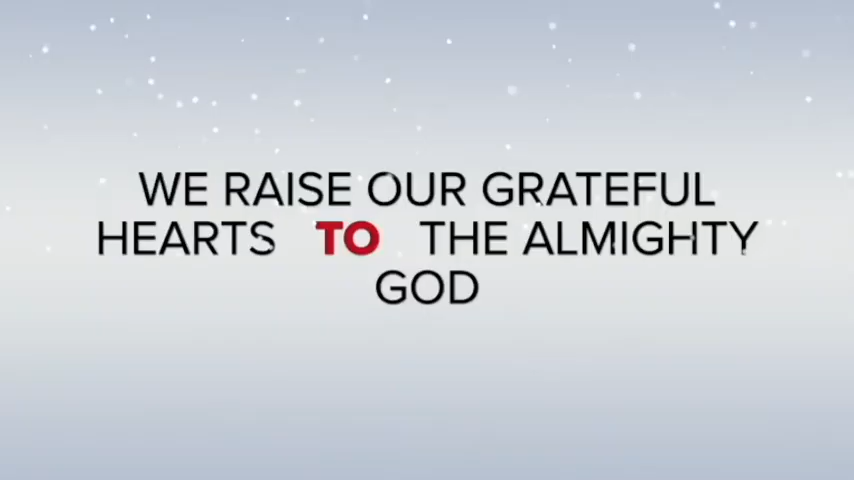 WE RAISE OUR GRATEFUL
HEARTS TO THE ALMIGHTY
GOD